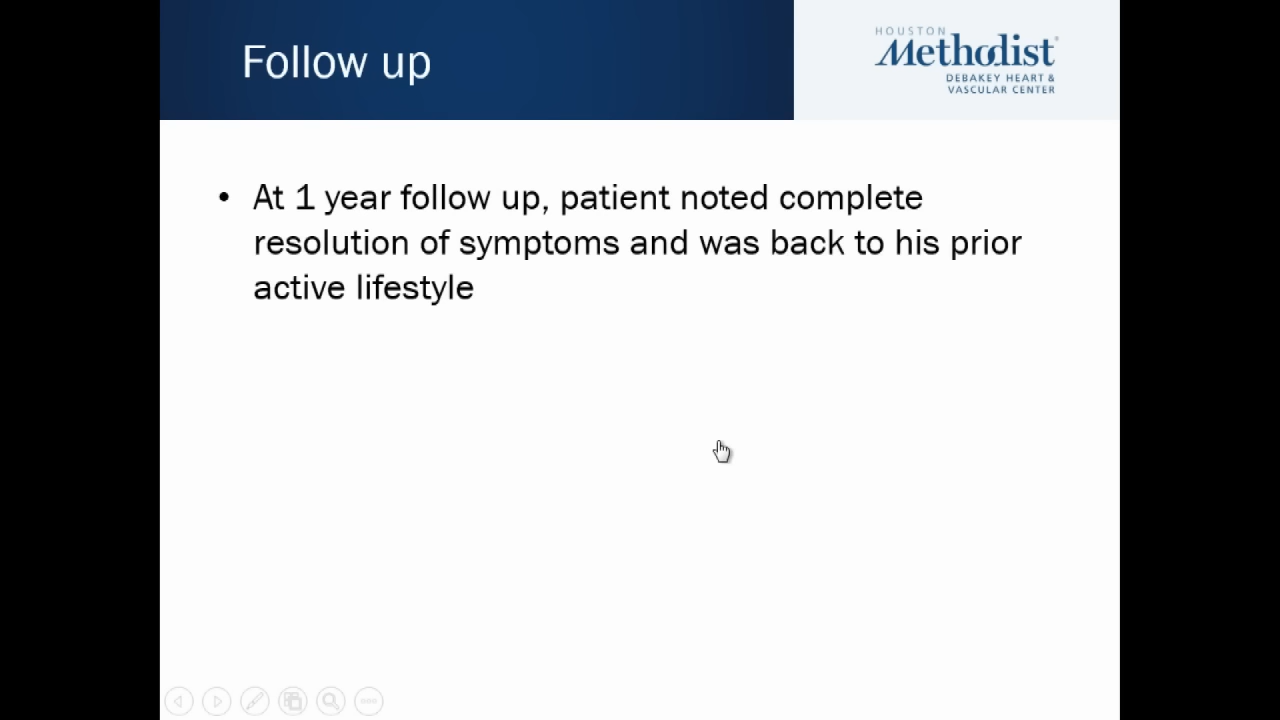 Follow up
HOUSTON
Methodist®
DEBAKEY HEART &
VASCULAR CENTER
• At 1 year follow up, patient noted complete
resolution of symptoms and was back to his prior
active lifestyle